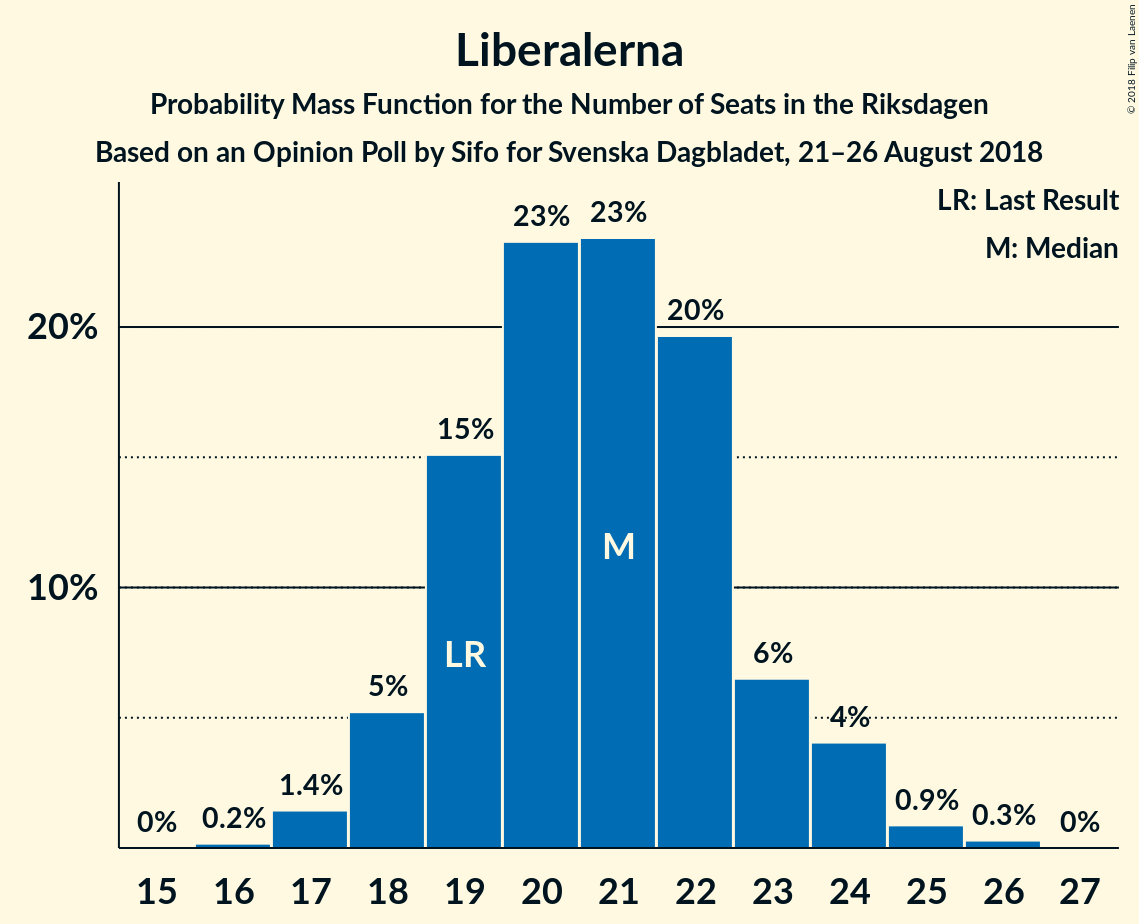 Liberalerna
Probability Mass Function for the Number of Seats in the Riksdagen
Based on an Opinion Poll by Sifo for Svenska Dagbladet, 21–26 August 2018
© 2018 Filip van Laenen
LR: Last Result
M: Median
20%
10%
0%
0.2%
1.4%
5%
15%
23%
23%
20%
6%
4%
0.9%
0.3%
0%
LR
M
15 16 17 18 19 20 21 22 23 24 25 26 27